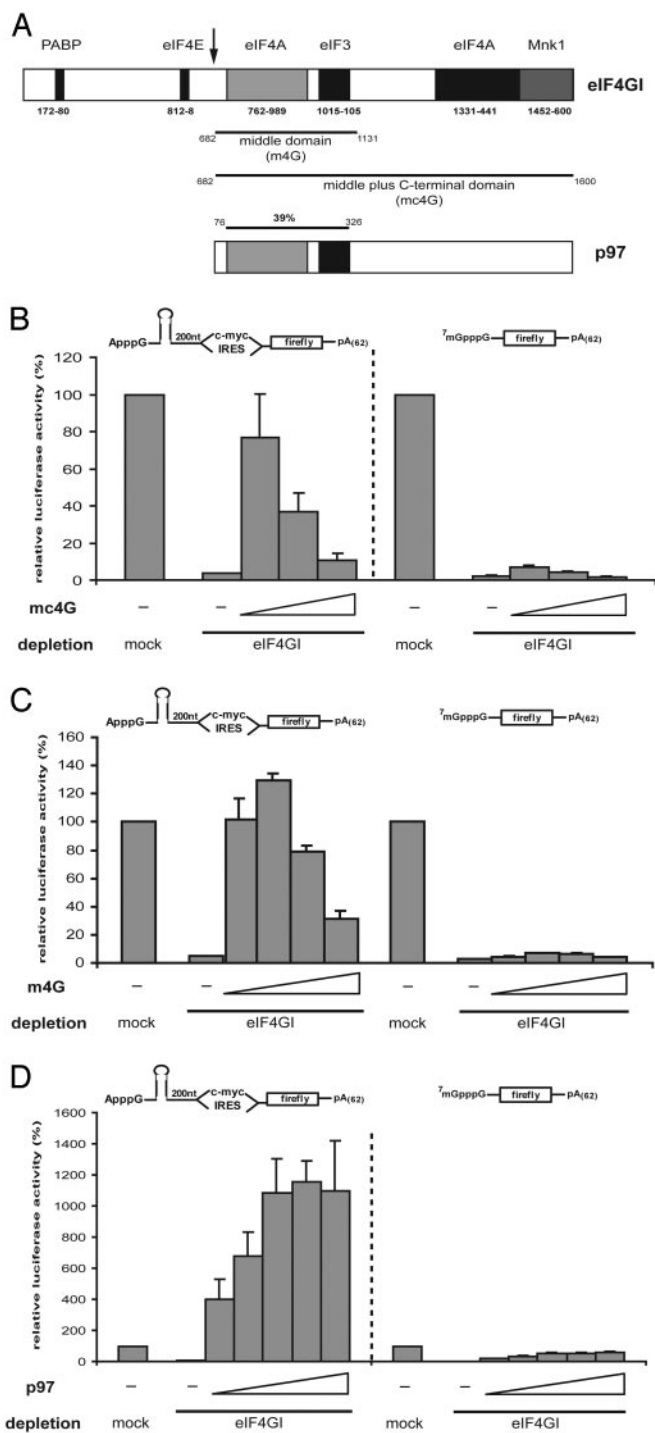 A
PABP eIF4E eIF4A eIF3 eIF4A Mnk1
eIF4GI
172-80 812-8 762-989 1015-105 1331-441 1452-600
682 middle domain 1131
(m4G)
682 middle plus C-terminal domain 1600
(mc4G)
76 39% 326
p97
B
ApppG 200nt c-myc IRES firefly pA(62) 7mGpppG firefly pA(62)
relative luciferase activity (%)
120
100
80
60
40
20
0
mc4G – – – –
depletion mock eIF4GI mock eIF4GI
C
ApppG 200nt c-myc IRES firefly pA(62) 7mGpppG firefly pA(62)
relative luciferase activity (%)
160
140
120
100
80
60
40
20
0
m4G – – – –
depletion mock eIF4GI mock eIF4GI
D
ApppG 200nt c-myc IRES firefly pA(62) 7mGpppG firefly pA(62)
relative luciferase activity (%)
1600
1400
1200
1000
800
600
400
200
0
p97 – – – –
depletion mock eIF4GI mock eIF4GI